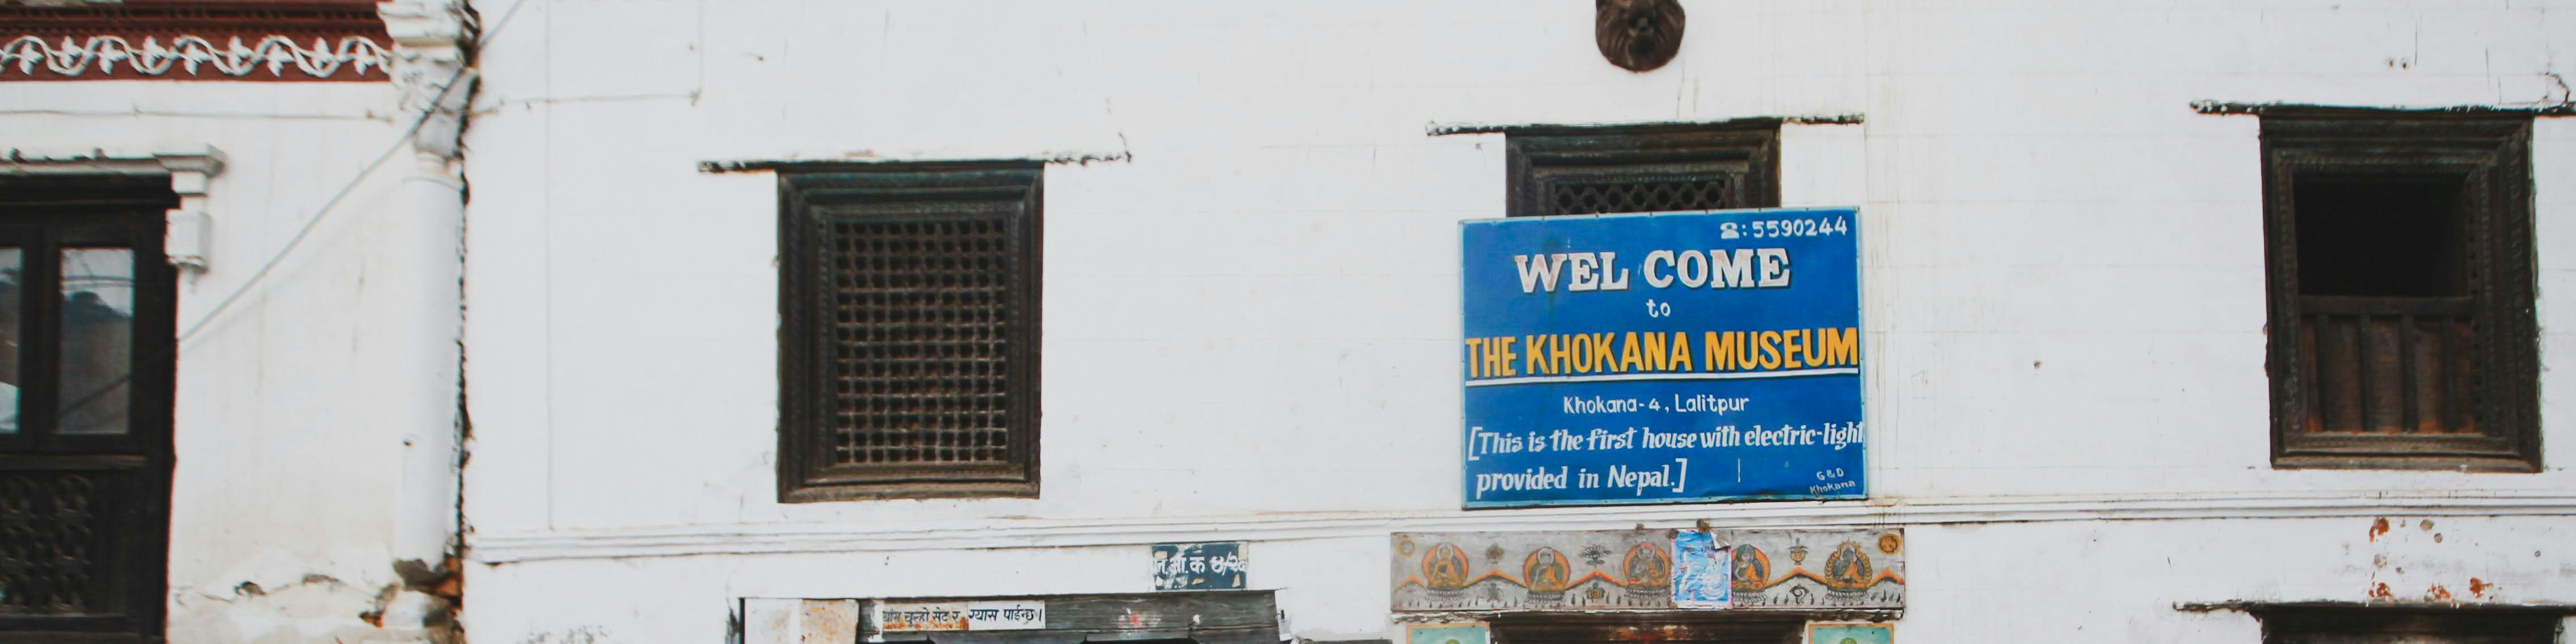 ☎: 5590244
WEL COME
to
THE KHOKANA MUSEUM
Khokana-4, Lalitpur
[This is the first house with electric-light
provided in Nepal.]
G&D
Khokana
ग्यास चुल्हो सेट र ग्यास पाईन्छ।